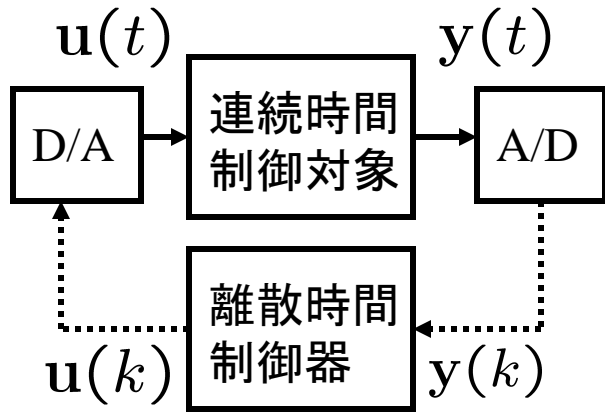 u(t)
y(t)
D/A
連続時間
制御対象
A/D
離散時間
制御器
u(k)
y(k)